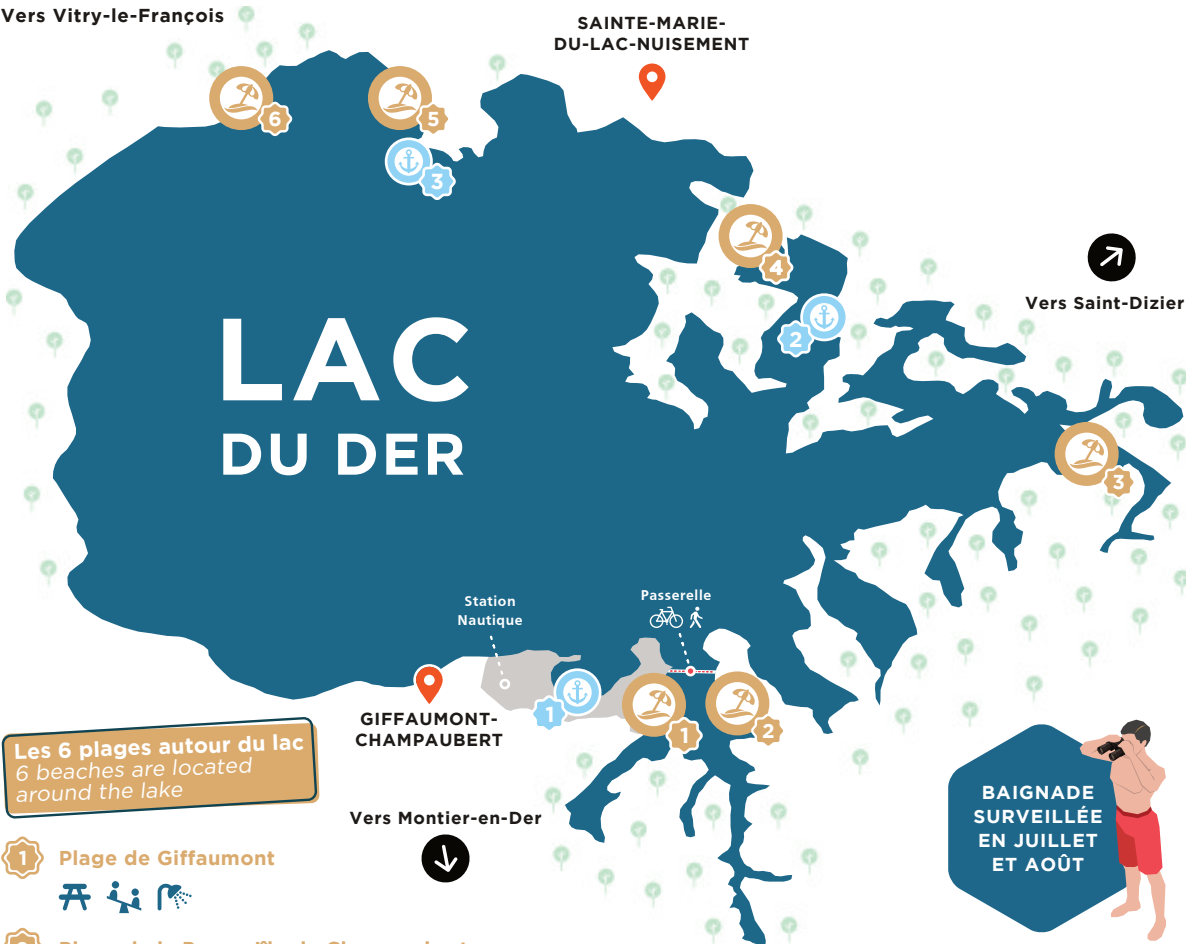 Vers Vitry-le-François
SAINTE-MARIE-
DU-LAC-NUISEMENT
6
5
3
4
2
Vers Saint-Dizier
LAC
DU DER
3
Station
Nautique
Passerelle
1
1
2
GIFFAUMONT-
CHAMPAUBERT
Les 6 plages autour du lac
6 beaches are located
around the lake
Vers Montier-en-Der
BAIGNADE
SURVEILLÉE
EN JUILLET
ET AOÛT
1 Plage de Giffaumont